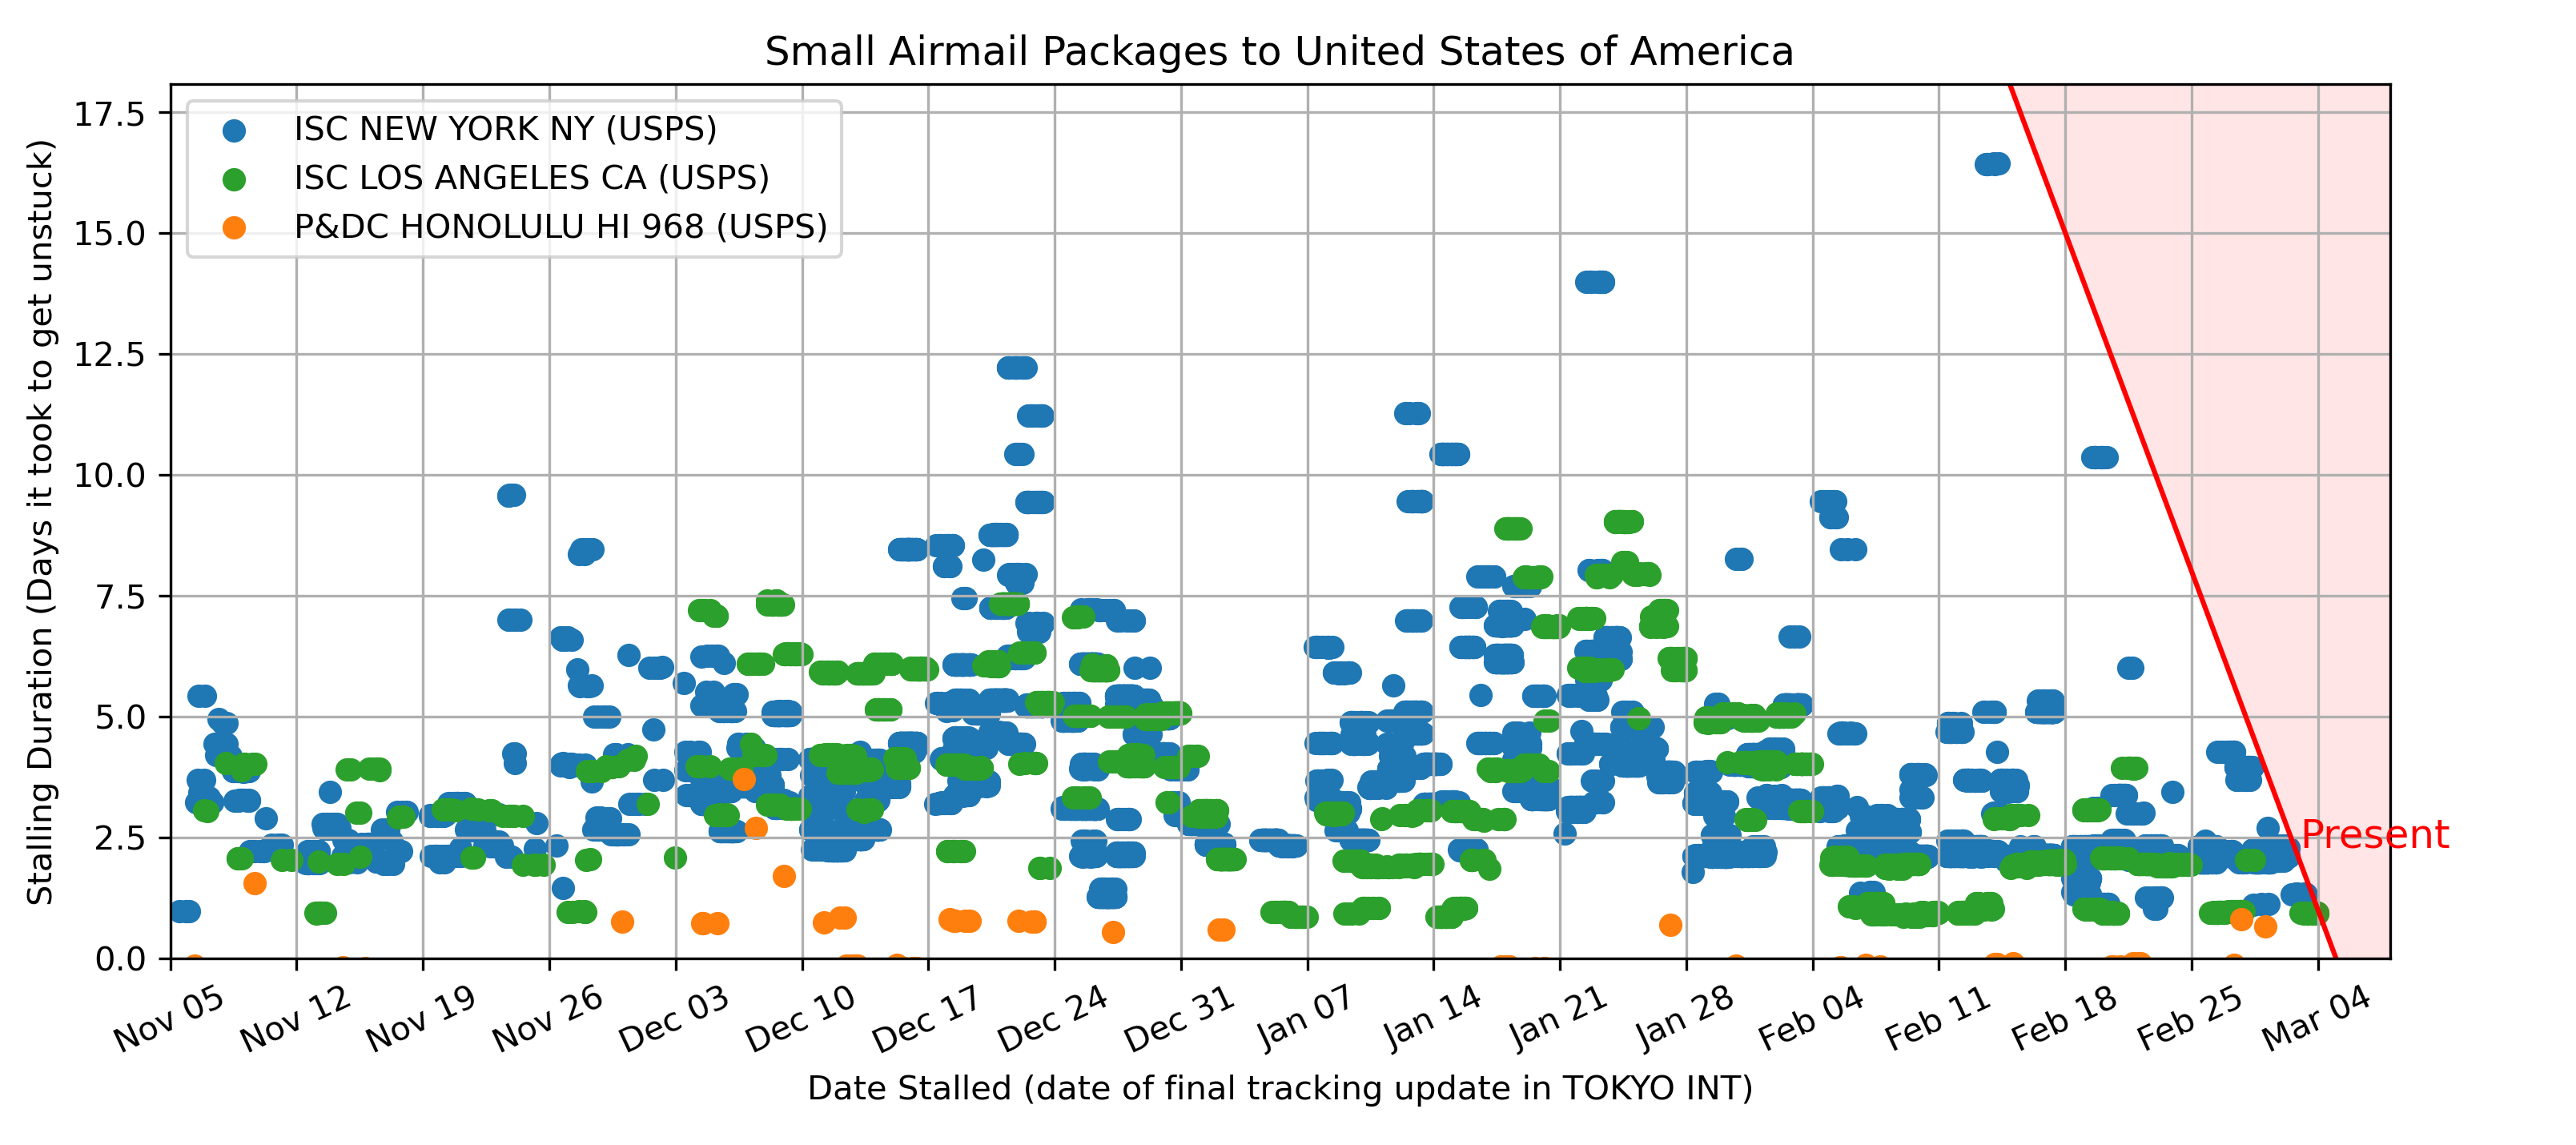 Small Airmail Packages to United States of America
ISC NEW YORK NY (USPS)
ISC LOS ANGELES CA (USPS)
P&DC HONOLULU HI 968 (USPS)
Stalling Duration (Days it took to get unstuck)
17.5
15.0
12.5
10.0
7.5
5.0
2.5
0.0
Present
Nov 05
Nov 12
Nov 19
Nov 26
Dec 03
Dec 10
Dec 17
Dec 24
Dec 31
Jan 07
Jan 14
Jan 21
Jan 28
Feb 04
Feb 11
Feb 18
Feb 25
Mar 04
Date Stalled (date of final tracking update in TOKYO INT)